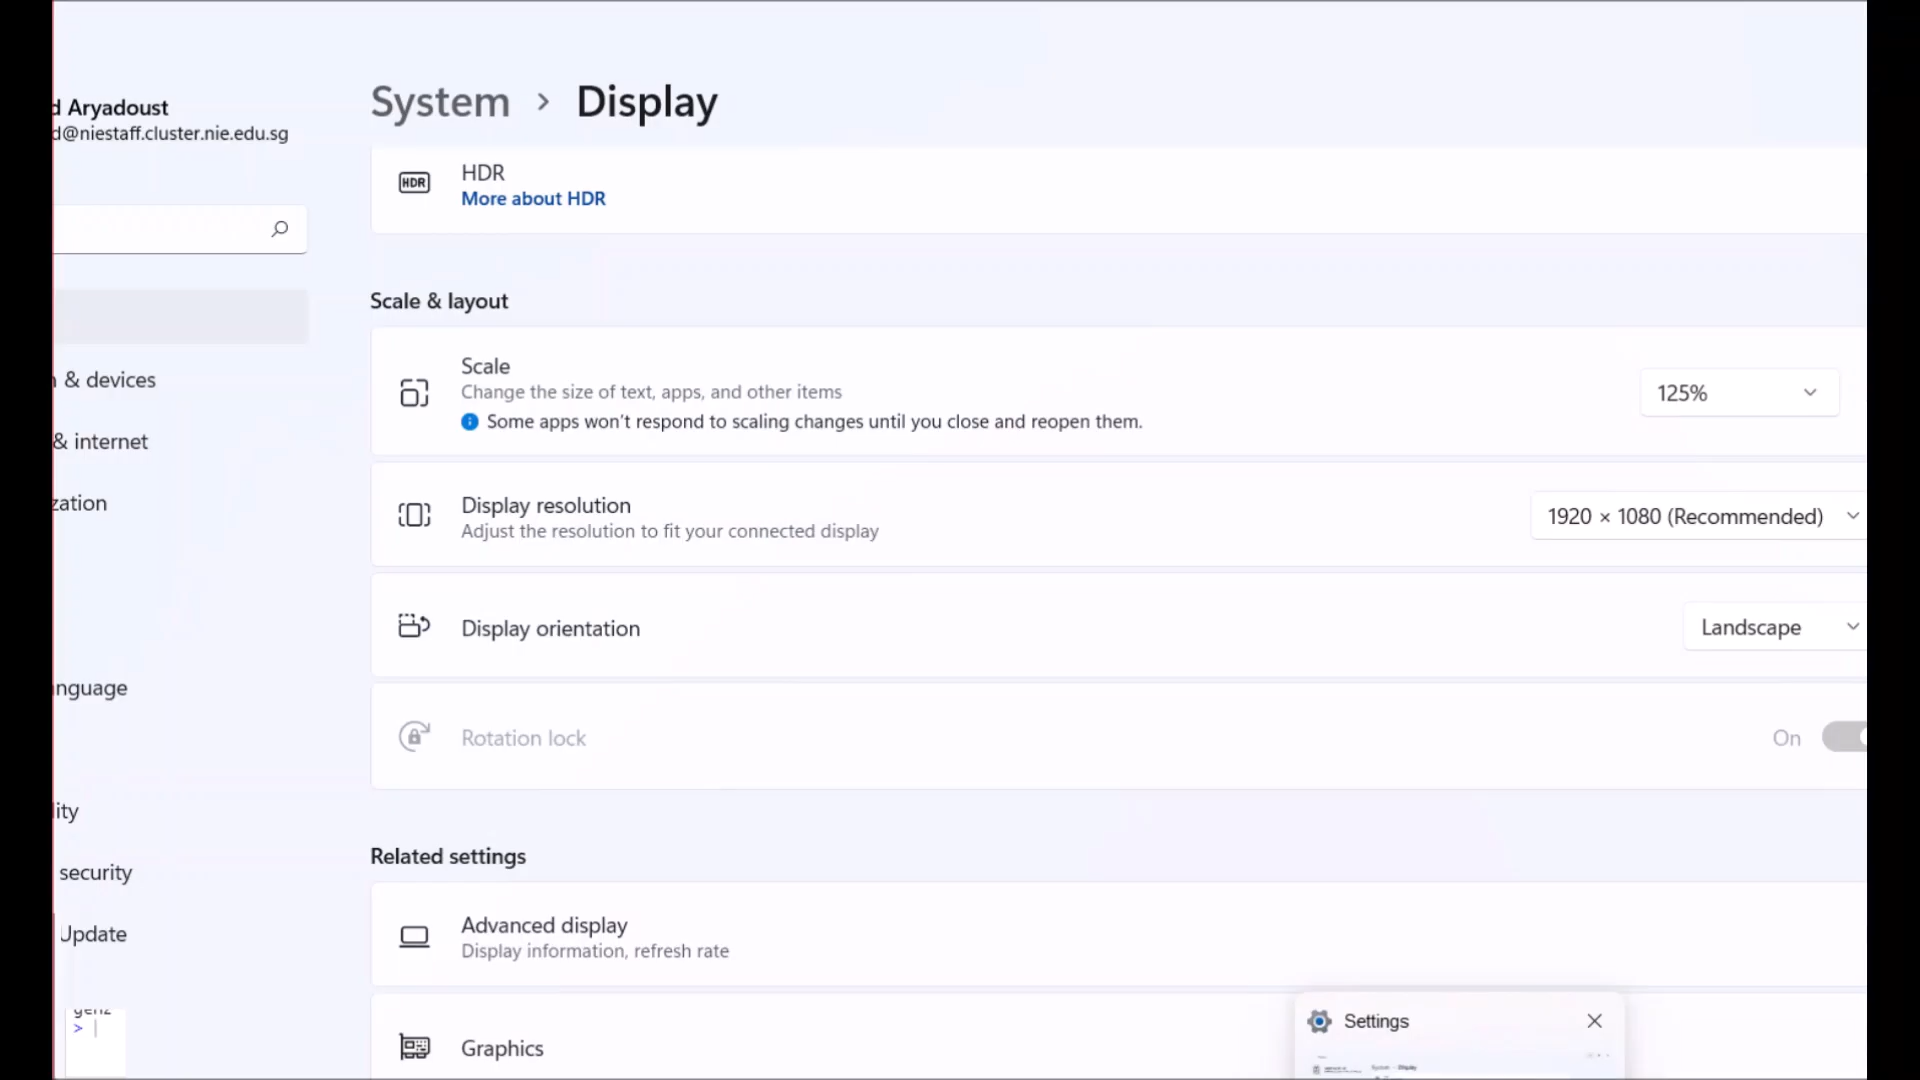 d Aryadoust
d@niestaff.cluster.nie.edu.sg
& devices
& internet
zation
nguage
lity
security
Update
genz
>
System > Display
HDR
HDR
More about HDR
Scale & layout
Scale
Change the size of text, apps, and other items
Some apps won't respond to scaling changes until you close and reopen them.
125%
Display resolution
Adjust the resolution to fit your connected display
1920 × 1080 (Recommended)
Display orientation
Landscape
Rotation lock
On
Related settings
Advanced display
Display information, refresh rate
Graphics
Settings